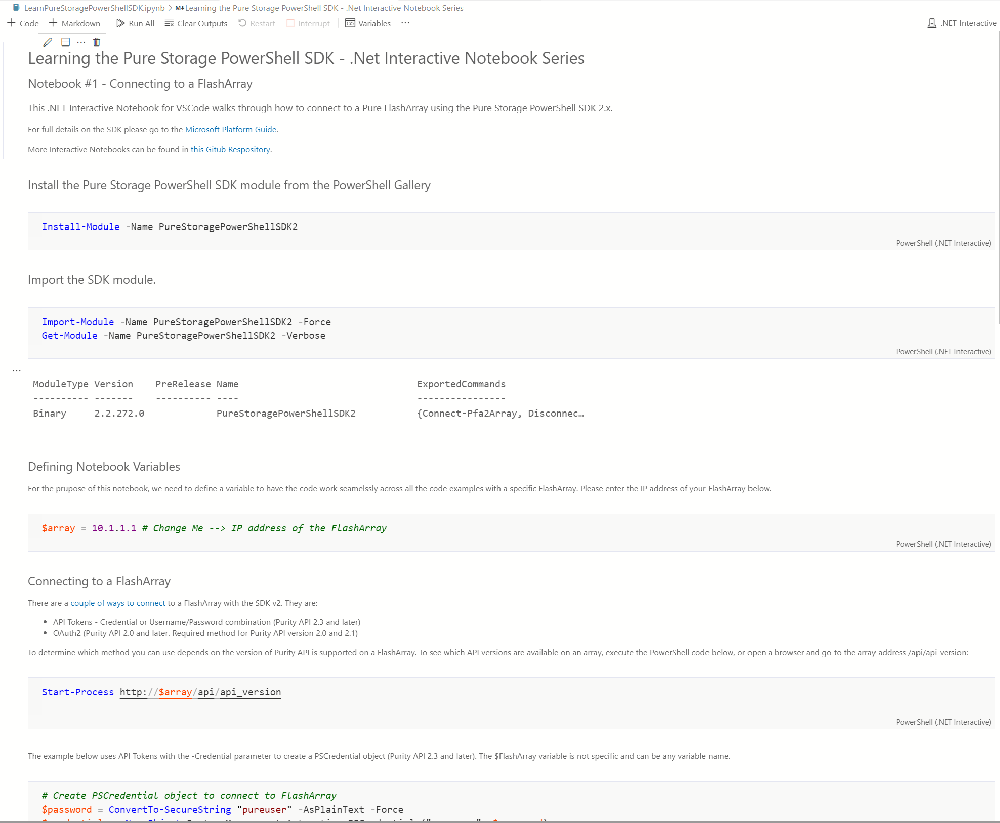 LearnPureStoragePowerShellSDK.ipynb > M↓Learning the Pure Storage PowerShell SDK - .Net Interactive Notebook Series
+ Code + Markdown Run All Clear Outputs Restart Interrupt Variables ... .NET Interactive
Learning the Pure Storage PowerShell SDK - .Net Interactive Notebook Series
Notebook #1 - Connecting to a FlashArray
This .NET Interactive Notebook for VSCode walks through how to connect to a Pure FlashArray using the Pure Storage PowerShell SDK 2.x.
For full details on the SDK please go to the Microsoft Platform Guide.
More Interactive Notebooks can be found in this Gitub Respository.
Install the Pure Storage PowerShell SDK module from the PowerShell Gallery
Install-Module -Name PureStoragePowerShellSDK2
PowerShell (.NET Interactive)
Import the SDK module.
Import-Module -Name PureStoragePowerShellSDK2 -Force
Get-Module -Name PureStoragePowerShellSDK2 -Verbose
PowerShell (.NET Interactive)
...
ModuleType Version    PreRelease Name                                ExportedCommands
---------- -------    ---------- ----                                ----------------
Binary     2.2.272.0             PureStoragePowerShellSDK2           {Connect-Pfa2Array, Disconnec…
Defining Notebook Variables
For the prupose of this notebook, we need to define a variable to have the code work seamelssly across all the code examples with a specific FlashArray. Please enter the IP address of your FlashArray below.
$array = 10.1.1.1 # Change Me --> IP address of the FlashArray
PowerShell (.NET Interactive)
Connecting to a FlashArray
There are a couple of ways to connect to a FlashArray with the SDK v2. They are:
• API Tokens - Credential or Username/Password combination (Purity API 2.3 and later)
• OAuth2 (Purity API 2.0 and later. Required method for Purity API version 2.0 and 2.1)
To determine which method you can use depends on the version of Purity API is supported on a FlashArray. To see which API versions are available on an array, execute the PowerShell code below, or open a browser and go to the array address /api/api_version:
Start-Process http://$array/api/api_version
PowerShell (.NET Interactive)
The example below uses API Tokens with the -Credential parameter to create a PSCredential object (Purity API 2.3 and later). The $FlashArray variable is not specific and can be any variable name.
# Create PSCredential object to connect to FlashArray
$password = ConvertTo-SecureString "pureuser" -AsPlainText -Force